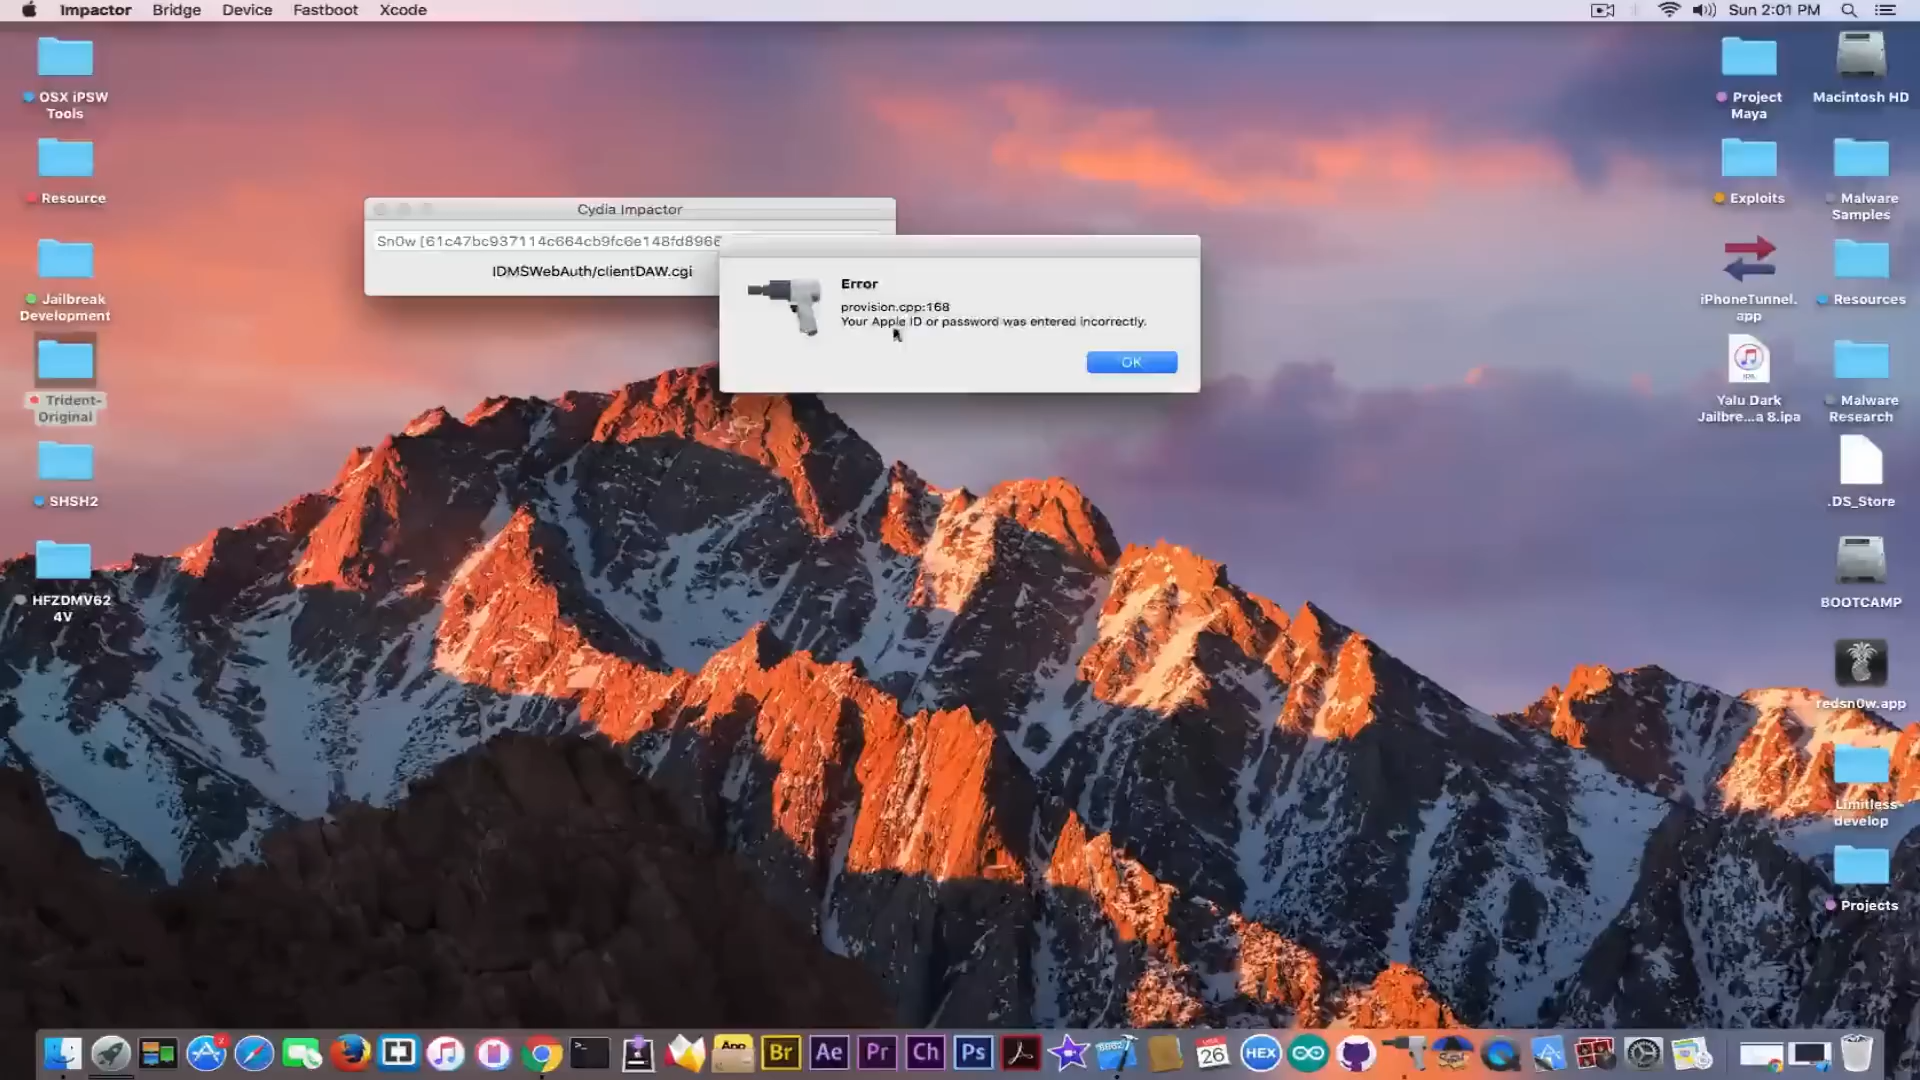 Impactor Bridge Device Fastboot Xcode
Sun 2:01 PM
OSX iPSW
Tools
Resource
Jailbreak
Development
Trident-
Original
SHSH2
HFZDMV62
4V
Cydia Impactor
Sn0w [61c47bc937114c664cb9fc6e148fd896
IDMSWebAuth/clientDAW.cgi
Error
provision.cpp:168
Your Apple ID or password was entered incorrectly.
OK
Project
Maya
Macintosh HD
Exploits
Malware
Samples
iPhoneTunnel.
app
Resources
Yalu Dark
Jailbre...a 8.ipa
Malware
Research
.DS_Store
BOOTCAMP
redsn0w.app
Limitless-
develop
Projects
App
Br
Ae
Pr
Ch
Ps
26
HEX